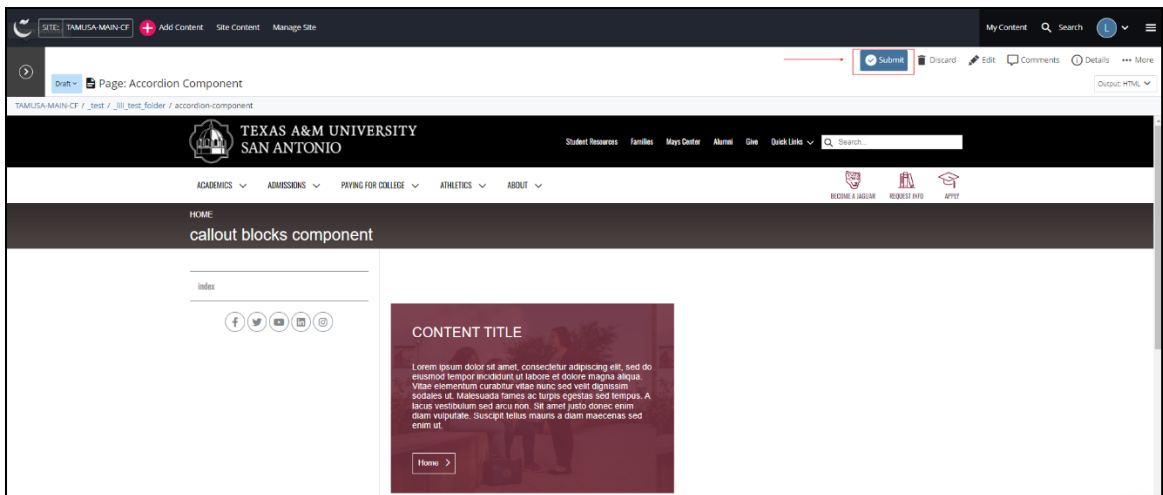 SITE: TAMUSA-MAIN-CF Add Content Site Content Manage Site My Content Search L
Submit Discard Edit Comments Details More
Draft Page: Accordion Component Output: HTML
TAMUSA-MAIN-CF / _test / _lili_test_folder / accordion-component
TEXAS A&M UNIVERSITY
SAN ANTONIO
Student Resources Families Mays Center Alumni Give Quick Links Search...
ACADEMICS ADMISSIONS PAYING FOR COLLEGE ATHLETICS ABOUT
BECOME A JAGUAR REQUEST INFO APPLY
HOME
callout blocks component
index
CONTENT TITLE
Lorem ipsum dolor sit amet, consectetur adipiscing elit, sed do
eiusmod tempor incididunt ut labore et dolore magna aliqua.
Vitae elementum curabitur vitae nunc sed velit dignissim
sodales ut. Malesuada fames ac turpis egestas sed tempus. A
lacus vestibulum sed arcu non. Sit amet justo donec enim
diam vulputate. Suscipit tellus mauris a diam maecenas sed
enim ut.
Home